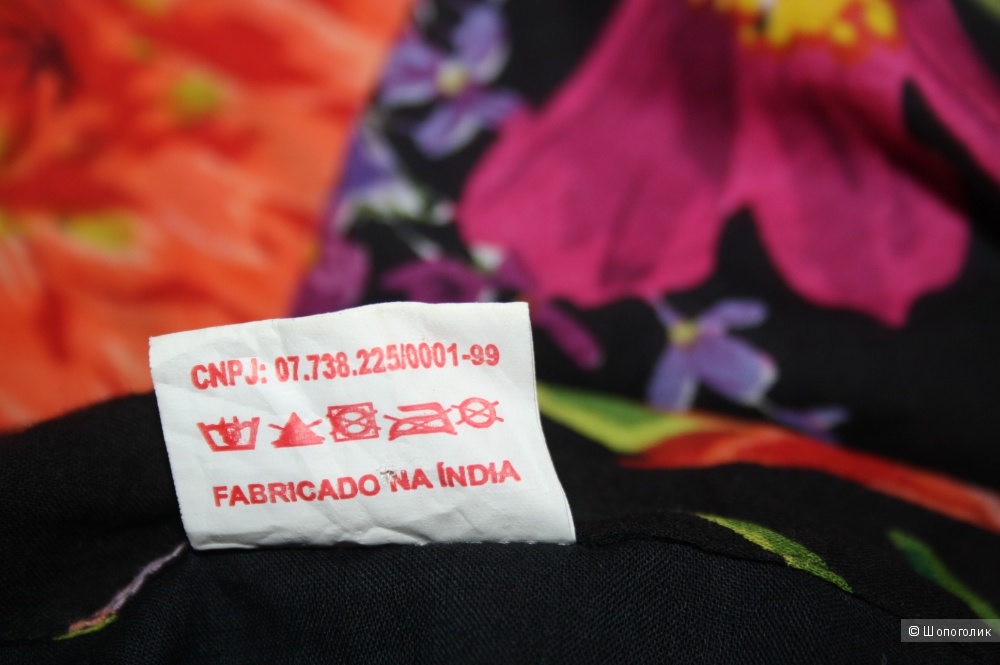 CNPJ: 07.738.225/0001-99
FABRICADO NA ÍNDIA
© Шопоголик